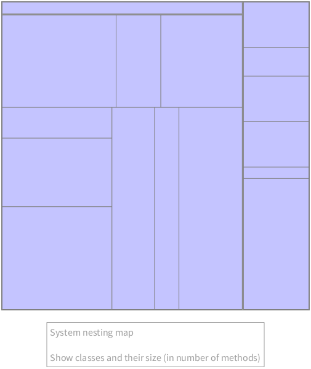 System nesting map
Show classes and their size (in number of methods)